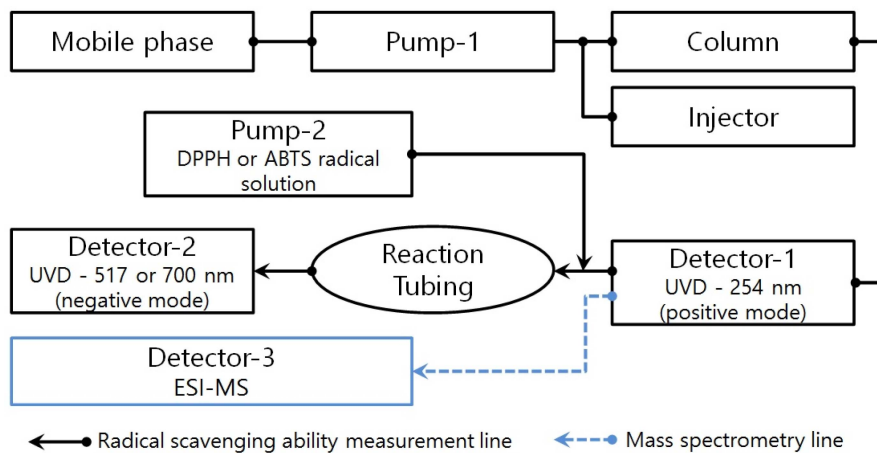 Mobile phase
Pump-1
Column
Injector
Pump-2
DPPH or ABTS radical
solution
Detector-2
UVD - 517 or 700 nm
(negative mode)
Reaction
Tubing
Detector-1
UVD - 254 nm
(positive mode)
Detector-3
ESI-MS
Radical scavenging ability measurement line
Mass spectrometry line